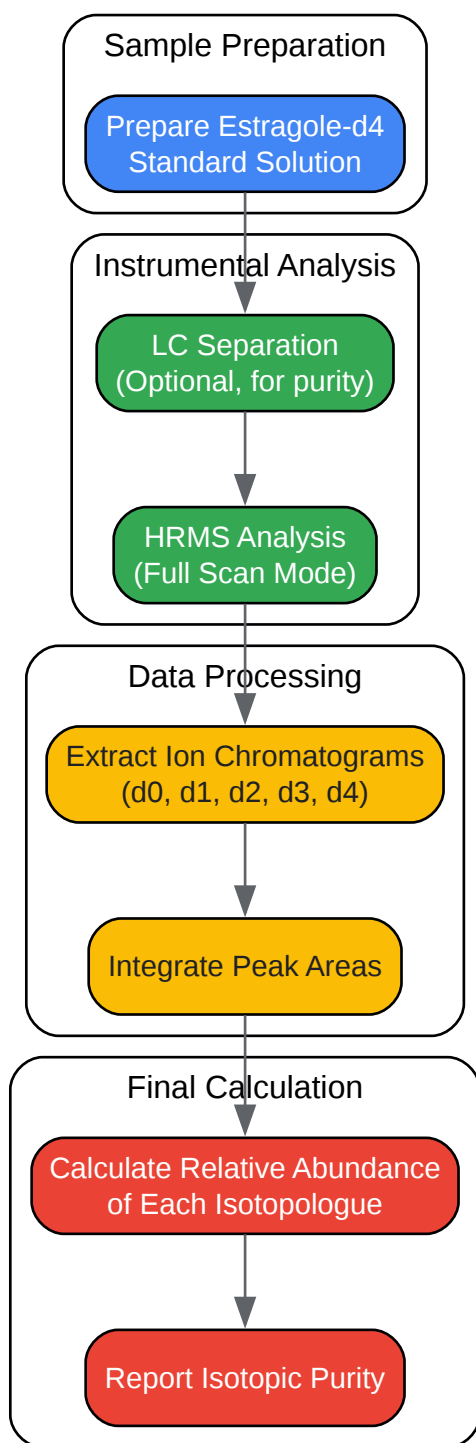 Sample Preparation
Prepare Estragole-d4
Standard Solution
Instrumental Analysis
LC Separation
(Optional, for purity)
HRMS Analysis
(Full Scan Mode)
Data Processing
Extract Ion Chromatograms
(d0, d1, d2, d3, d4)
Integrate Peak Areas
Final Calculation
Calculate Relative Abundance
of Each Isotopologue
Report Isotopic Purity